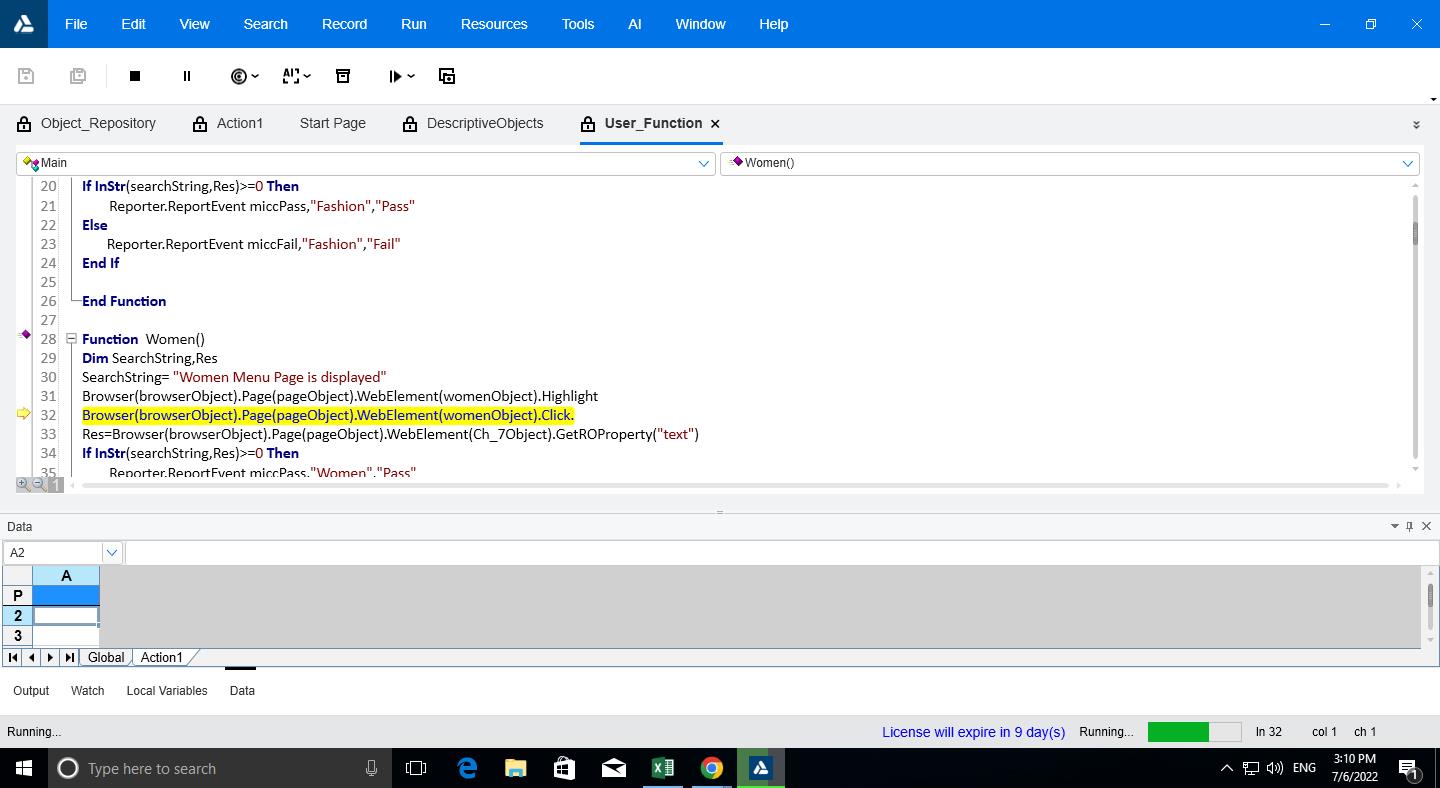 File Edit View Search Record Run Resources Tools AI Window Help
Object_Repository Action1 Start Page DescriptiveObjects User_Function
Main Women()
20 If InStr(searchString,Res)>=0 Then
21 Reporter.ReportEvent miccPass,"Fashion","Pass"
22 Else
23 Reporter.ReportEvent miccFail,"Fashion","Fail"
24 End If
25
26 End Function
27
28 Function Women()
29 Dim SearchString,Res
30 SearchString= "Women Menu Page is displayed"
31 Browser(browserObject).Page(pageObject).WebElement(womenObject).Highlight
32 Browser(browserObject).Page(pageObject).WebElement(womenObject).Click.
33 Res=Browser(browserObject).Page(pageObject).WebElement(Ch_7Object).GetROProperty("text")
34 If InStr(searchString,Res)>=0 Then
35 Reporter.ReportEvent miccPass,"Women","Pass"
1
Data
A2
A
P
2
3
Global Action1
Output Watch Local Variables Data
Running... License will expire in 9 day(s) Running... ln 32 col 1 ch 1
Type here to search ENG 3:10 PM
7/6/2022 1